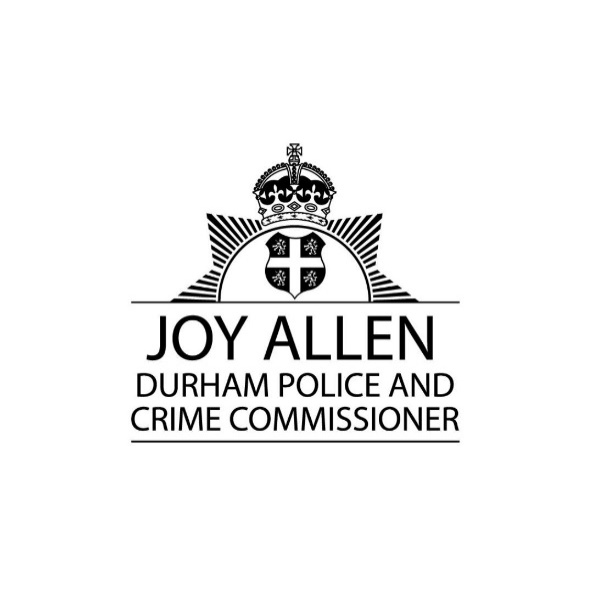 JOY ALLEN
DURHAM POLICE AND
CRIME COMMISSIONER